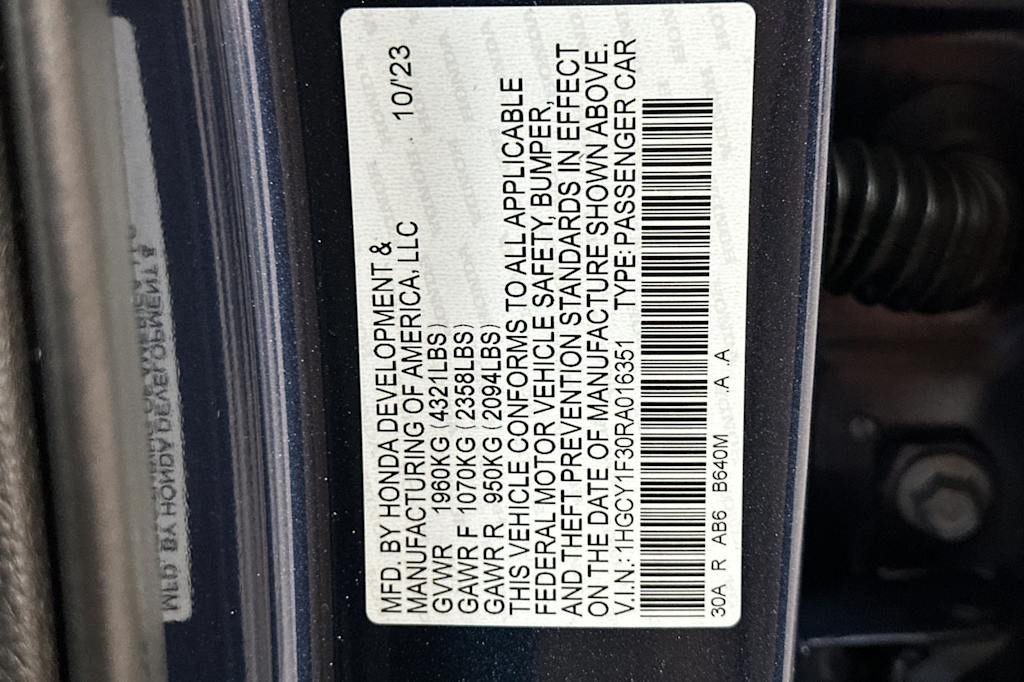 MFD. BY HONDA DEVELOPMENT &
MANUFACTURING OF AMERICA, LLC 10/'23
GVWR 1960KG (4321LBS)
GAWR F 1070KG (2358LBS)
GAWR R 950KG (2094LBS)
THIS VEHICLE CONFORMS TO ALL APPLICABLE
FEDERAL MOTOR VEHICLE SAFETY, BUMPER,
AND THEFT PREVENTION STANDARDS IN EFFECT
ON THE DATE OF MANUFACTURE SHOWN ABOVE.
V.I.N.: 1HGCY1F30RA016351 TYPE: PASSENGER CAR
30A R AB6 B640M .A .A